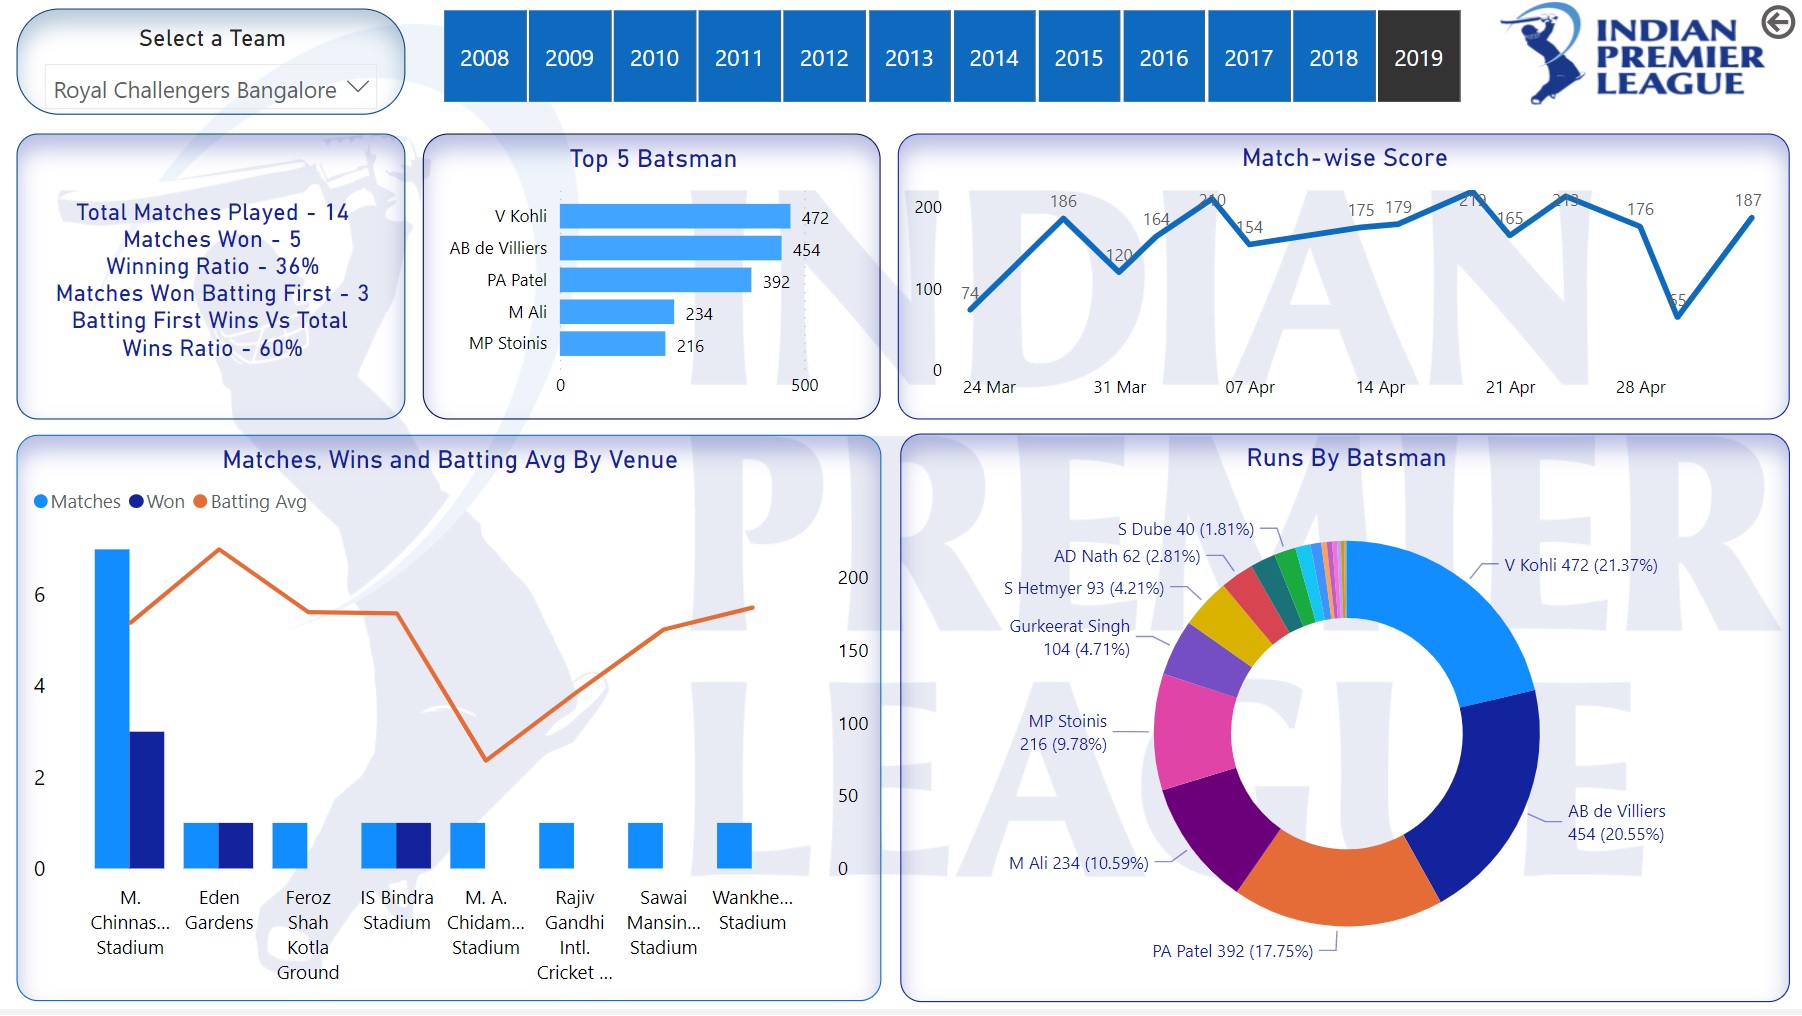 Select a Team
Royal Challengers Bangalore
2008 2009 2010 2011 2012 2013 2014 2015 2016 2017 2018 2019
INDIAN
PREMIER
LEAGUE
Total Matches Played - 14
Matches Won - 5
Winning Ratio - 36%
Matches Won Batting First - 3
Batting First Wins Vs Total
Wins Ratio - 60%
Top 5 Batsman
V Kohli 472
AB de Villiers 454
PA Patel 392
M Ali 234
MP Stoinis 216
0 500
Match-wise Score
200
100
0
74 186 120 164 210 154 175 179 219 165 213 176 65 187
24 Mar 31 Mar 07 Apr 14 Apr 21 Apr 28 Apr
Matches, Wins and Batting Avg By Venue
Matches Won Batting Avg
6
4
2
0
200
150
100
50
0
M.
Chinnas...
Stadium
Eden
Gardens
Feroz
Shah
Kotla
Ground
IS Bindra
Stadium
M. A.
Chidam...
Stadium
Rajiv
Gandhi
Intl.
Cricket ...
Sawai
Mansin...
Stadium
Wankhe...
Stadium
Runs By Batsman
S Dube 40 (1.81%)
AD Nath 62 (2.81%)
S Hetmyer 93 (4.21%)
Gurkeerat Singh
104 (4.71%)
MP Stoinis
216 (9.78%)
M Ali 234 (10.59%)
PA Patel 392 (17.75%)
V Kohli 472 (21.37%)
AB de Villiers
454 (20.55%)
INDIAN
PREMIER
LEAGUE